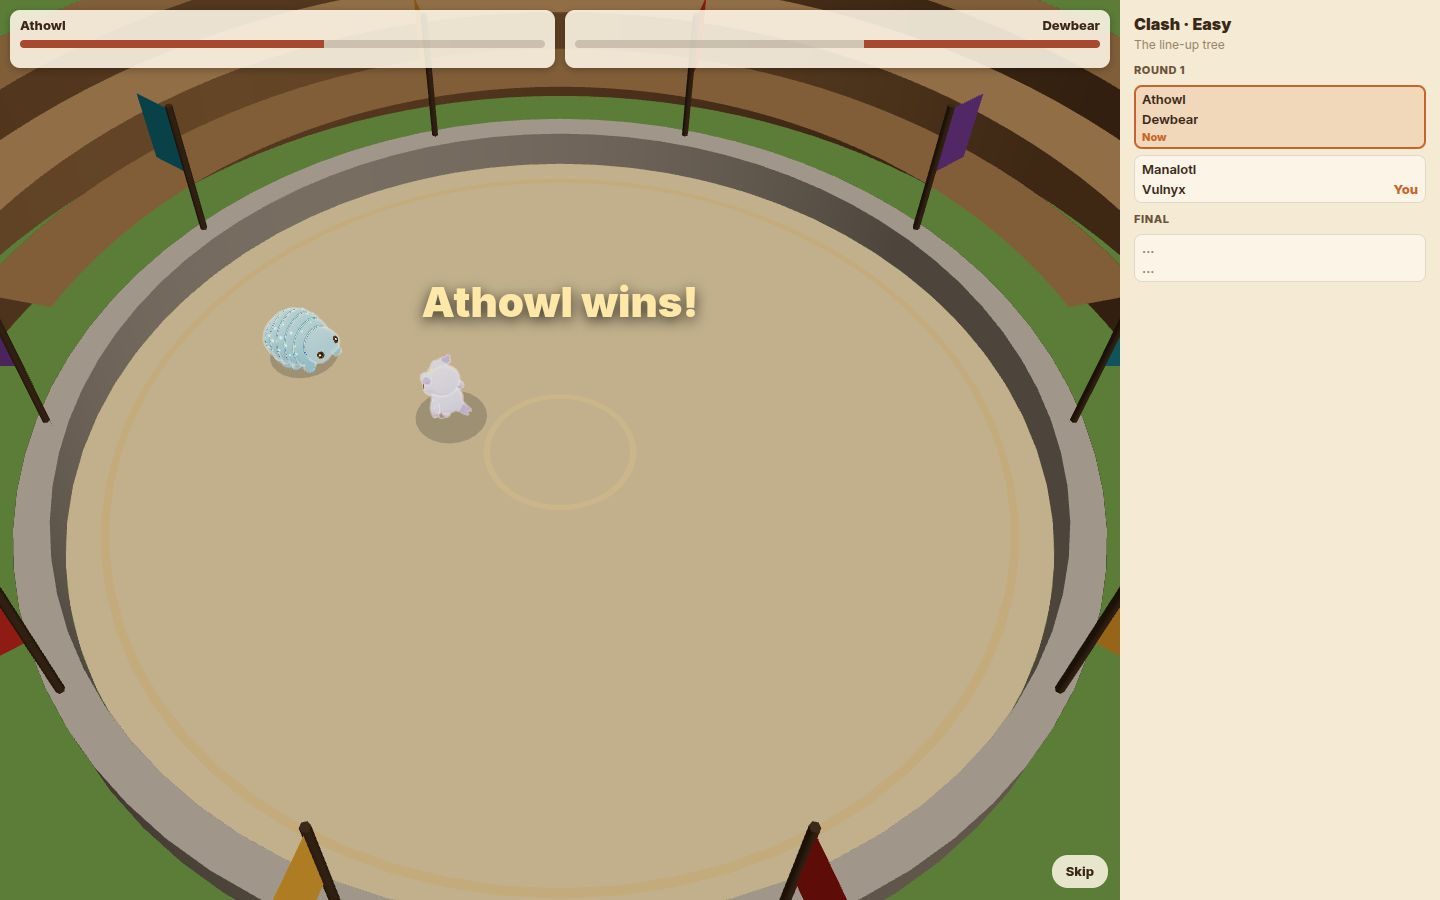 Athowl
Dewbear
Athowl wins!
Skip
Clash · Easy
The line-up tree
ROUND 1
Athowl
Dewbear
Now
Manalotl
Vulnyx You
FINAL
...
...